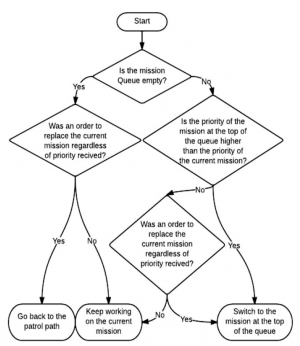 Start
Is the mission
Queue empty?
Yes
No
Was an order to
replace the current
mission regardless
of priority recived?
Is the priority of the
mission at the top of
the queue higher
than the priority of
the current mission?
No
Was an order to
replace the
current mission
regardless of
priority recived?
Yes
No
Yes
Go back to the
patrol path
Keep working
on the current
mission
No
Yes
Switch to the
mission at the top
of the queue